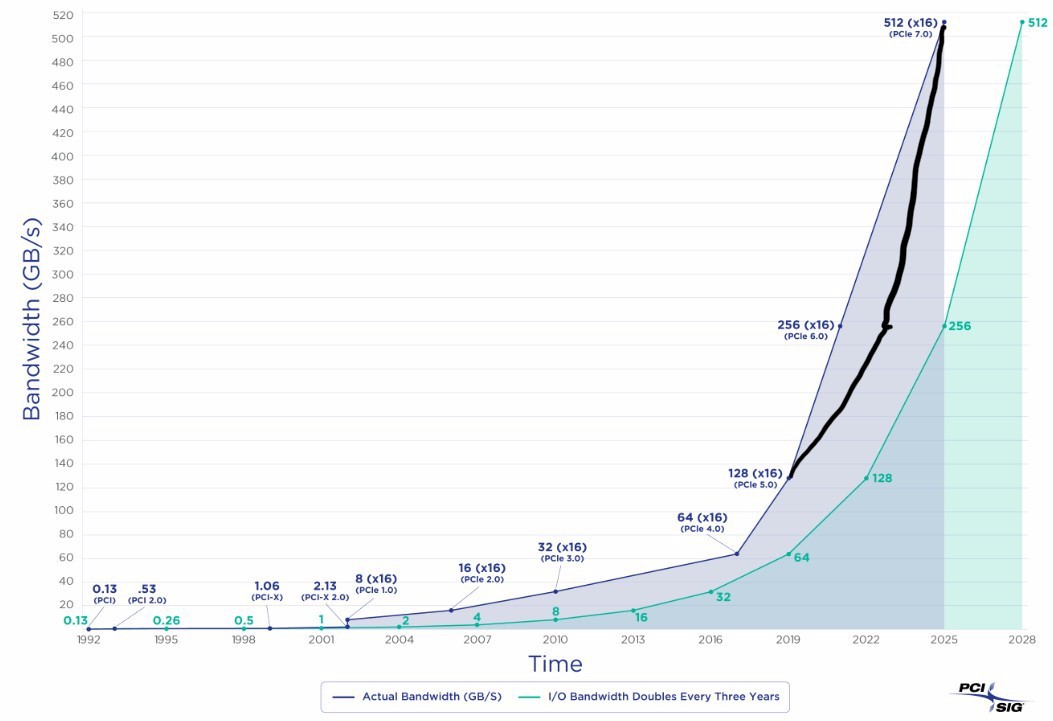 520
500
480
460
440
420
400
380
360
340
320
300
280
260
240
220
200
180
160
140
120
100
80
60
40
20
Bandwidth (GB/s)
512 (x16)
(PCIe 7.0)
512
256 (x16)
(PCIe 6.0)
256
128 (x16)
(PCIe 5.0)
128
64 (x16)
(PCIe 4.0)
64
32 (x16)
(PCIe 3.0)
32
16 (x16)
(PCIe 2.0)
16
8 (x16)
(PCIe 1.0)
8
2.13
(PCI-X 2.0)
1.06
(PCI-X)
.53
(PCI 2.0)
0.13
(PCI)
0.13
0.26
0.5
1
2
4
1992
1995
1998
2001
2004
2007
2010
2013
2016
2019
2022
2025
2028
Time
Actual Bandwidth (GB/S)
I/O Bandwidth Doubles Every Three Years
PCI
SIG